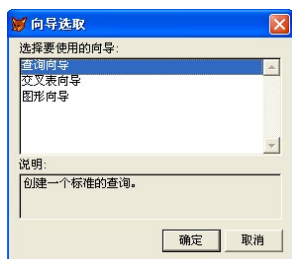 向导选取
选择要使用的向导:
查询向导
交叉表向导
图形向导
说明:
创建一个标准的查询。
确定
取消